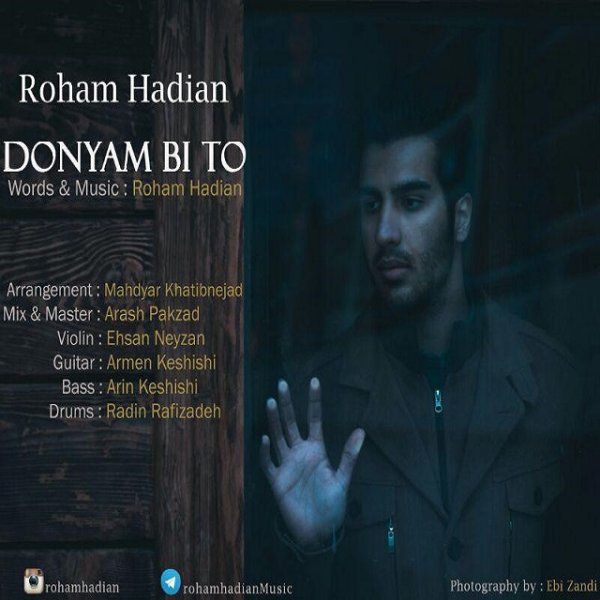 Roham Hadian
DONYAM BI TO
Words & Music : Roham Hadian
Arrangement : Mahdyar Khatibnejad
Mix & Master : Arash Pakzad
Violin : Ehsan Neyzan
Guitar : Armen Keshishi
Bass : Arin Keshishi
Drums : Radin Rafizadeh
rohamhadian
rohamhadianMusic
Photography by : Ebi Zandi